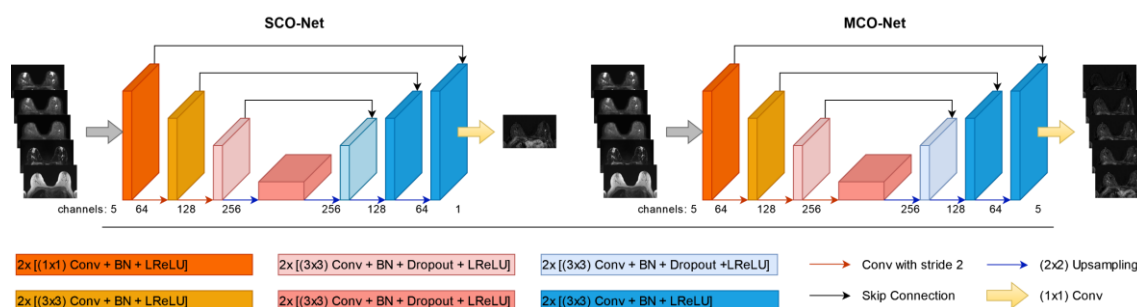 SCO-Net
MCO-Net
channels: 5 64 128 256 256 128 64 1
channels: 5 64 128 256 256 128 64 5
2x [(1x1) Conv + BN + LReLU]
2x [(3x3) Conv + BN + Dropout + LReLU]
2x [(3x3) Conv + BN + Dropout +LReLU]
Conv with stride 2
(2x2) Upsampling
2x [(3x3) Conv + BN + LReLU]
2x [(3x3) Conv + BN + Dropout + LReLU]
2x [(3x3) Conv + BN + LReLU]
Skip Connection
(1x1) Conv